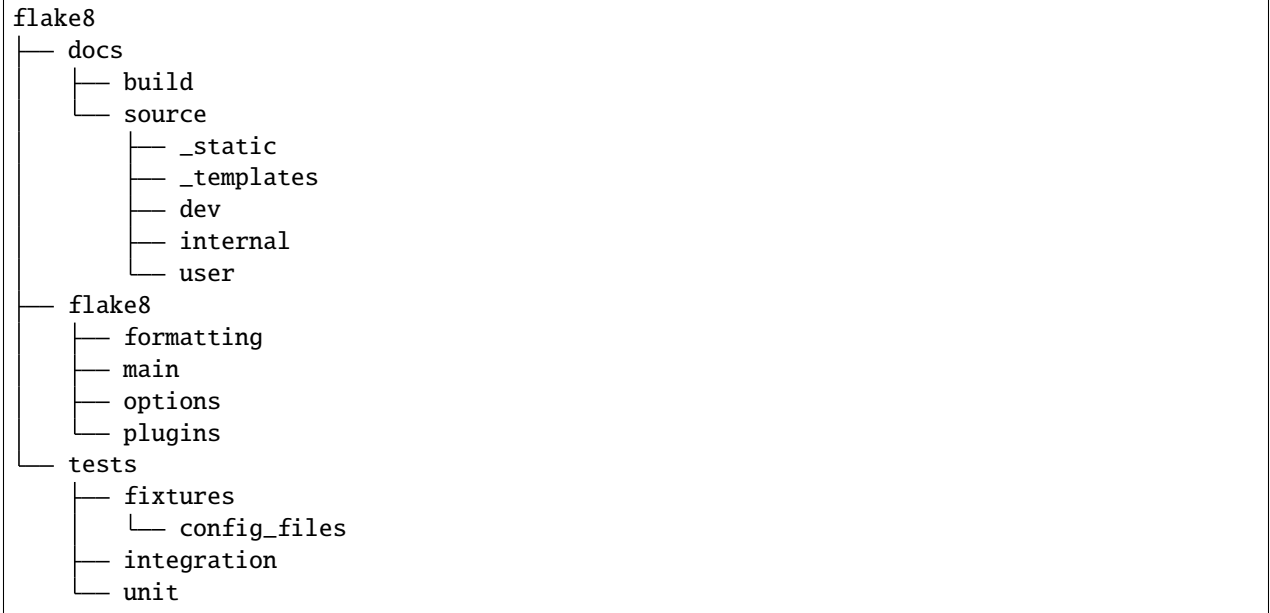 flake8
├── docs
│   ├── build
│   └── source
│       ├── _static
│       ├── _templates
│       ├── dev
│       ├── internal
│       └── user
├── flake8
│   ├── formatting
│   ├── main
│   ├── options
│   └── plugins
└── tests
    ├── fixtures
    │   └── config_files
    ├── integration
    └── unit